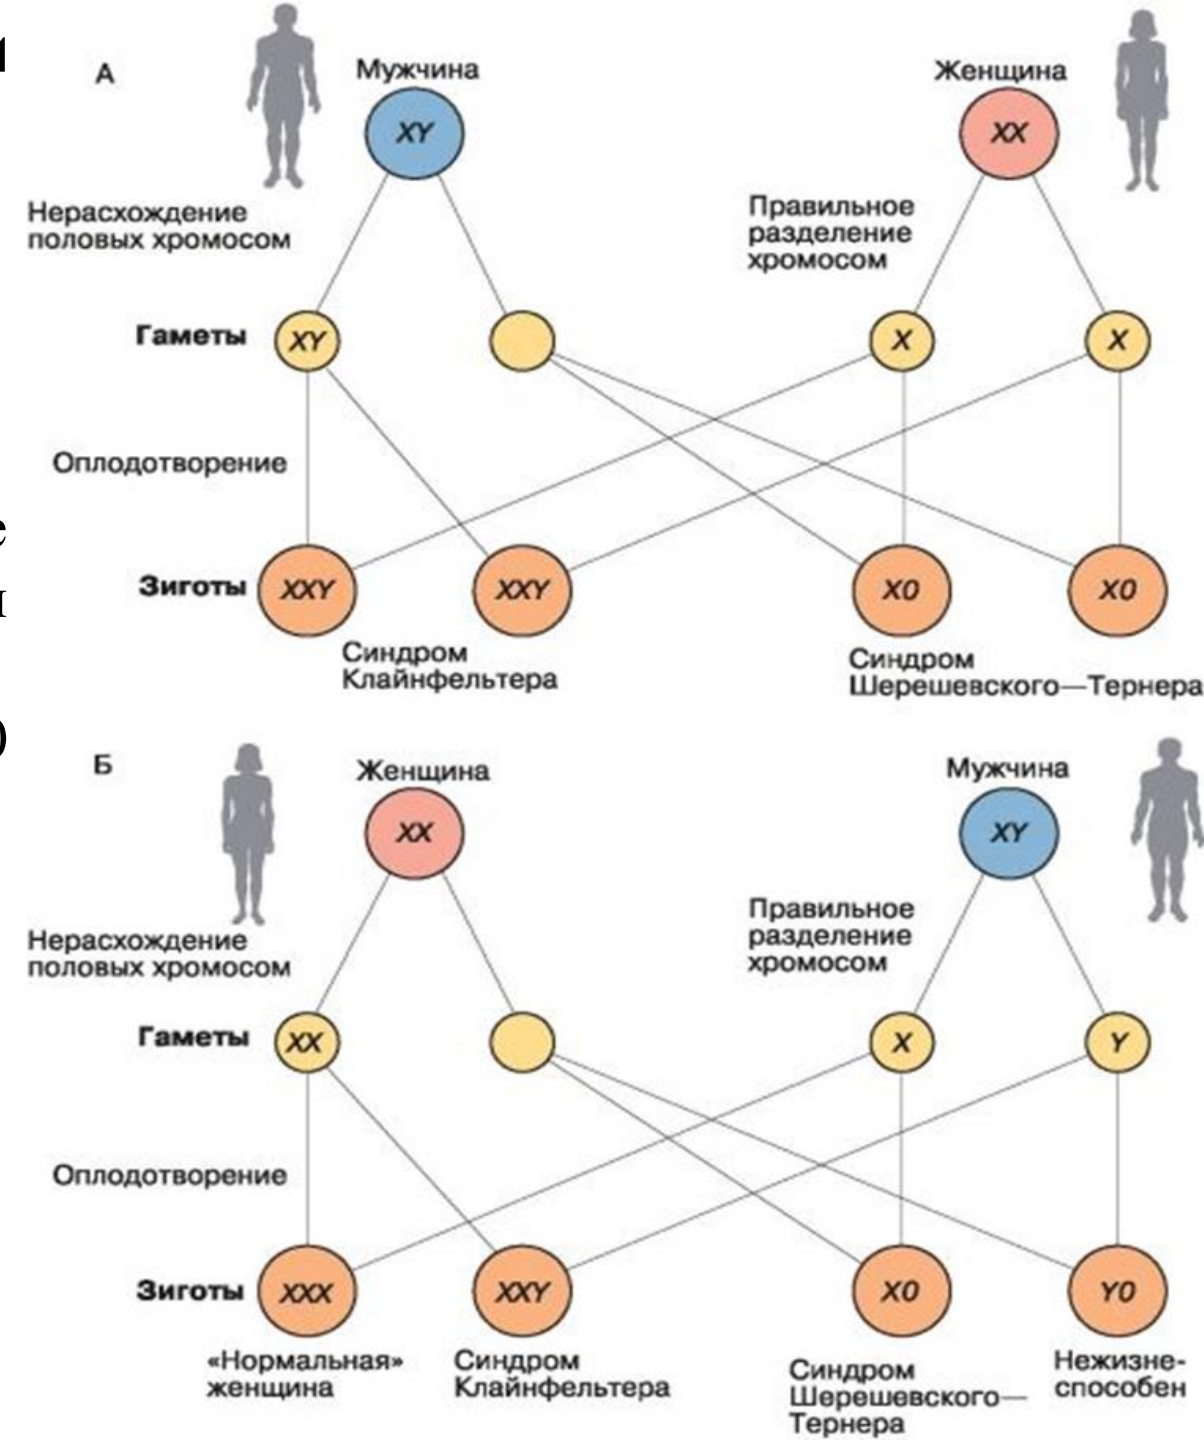 А
Мужчина
Женщина
XY
XX
Нерасхождение
половых хромосом
Правильное
разделение
хромосом
Гаметы
XY
X
X
Оплодотворение
Зиготы
XXY
XXY
X0
X0
Синдром
Клайнфельтера
Синдром
Шерешевского—Тернера
Б
Женщина
Мужчина
XX
XY
Нерасхождение
половых хромосом
Правильное
разделение
хромосом
Гаметы
XX
X
Y
Оплодотворение
Зиготы
XXX
XXY
X0
Y0
«Нормальная»
женщина
Синдром
Клайнфельтера
Синдром
Шерешевского—
Тернера
Нежизне-
способен